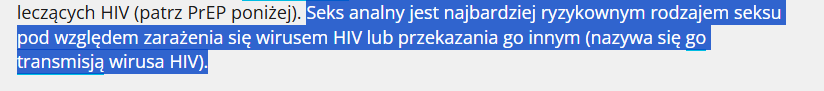 leczących HIV (patrz PrEP poniżej). Seks analny jest najbardziej ryzykownym rodzajem seksu
pod względem zarażenia się wirusem HIV lub przekazania go innym (nazywa się go
transmisją wirusa HIV).